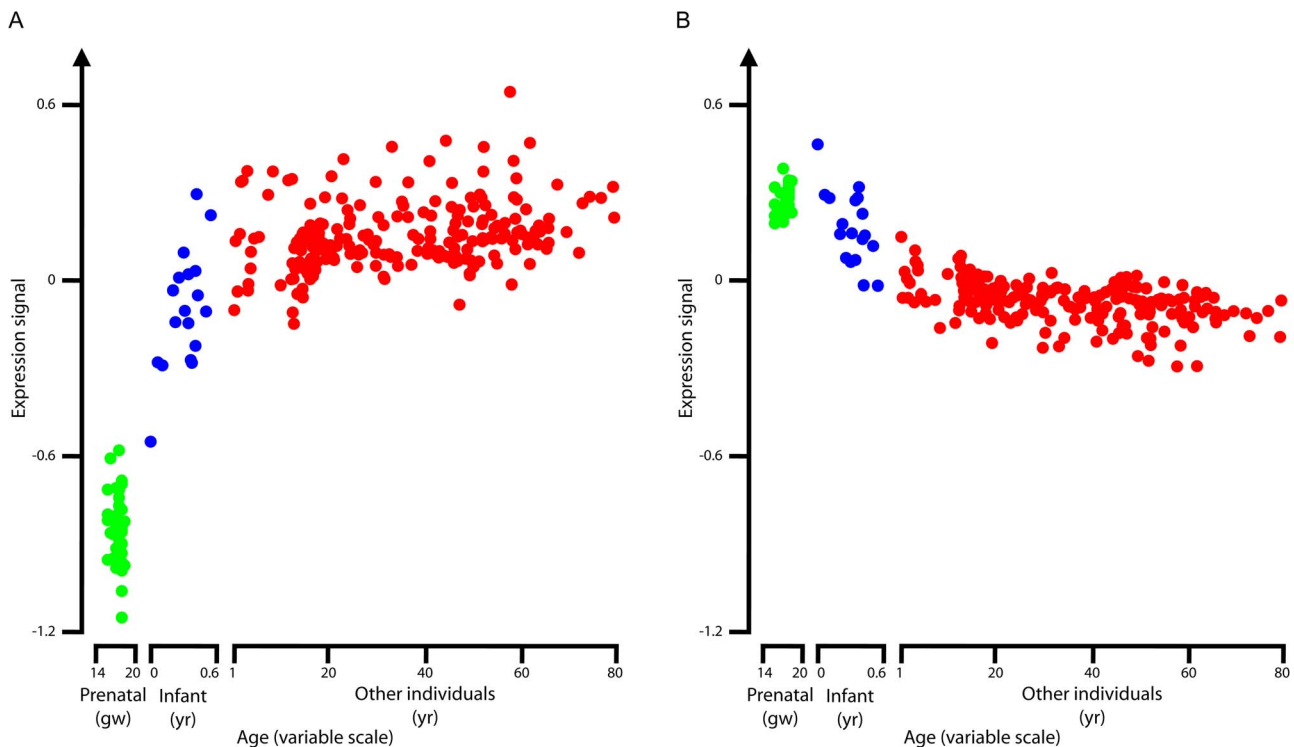 A
0.6
0
-0.6
-1.2
Expression signal
14 20 0 0.6 1 20 40 60 80
Prenatal Infant Other individuals
(gw) (yr) (yr)
Age (variable scale)
B
0.6
0
-0.6
-1.2
Expression signal
14 20 0 0.6 1 20 40 60 80
Prenatal Infant Other individuals
(gw) (yr) (yr)
Age (variable scale)